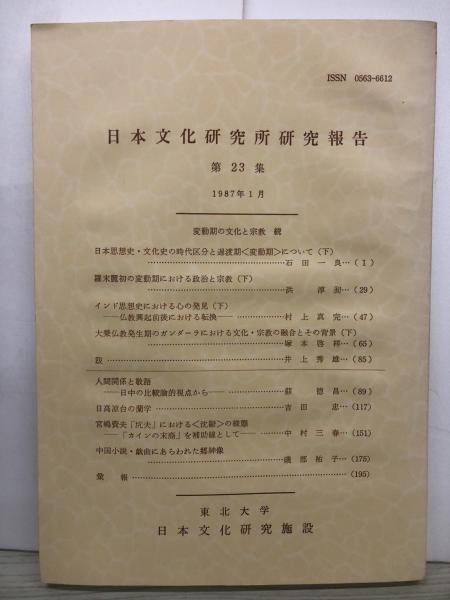 ISSN 0563-6612
日本文化研究所研究報告
第23集
1987年1月
変動期の文化と宗教 続
日本思想史・文化史の時代区分と過渡期<変動期>について(下)
石田一良…(1)
羅末麗初の変動期における政治と宗教(下)
洪淳昶…(29)
インド思想史における心の発見(下)
——仏教興起前後における転換——…村上真完…(47)
大乗仏教発生期のガンダーラにおける文化・宗教の融合とその背景(下)
塚本啓祥…(65)
跋…井上秀雄…(85)
人間関係と敬語
——日中の比較論的視点から——…蘇徳昌…(89)
日高涼台の蘭学…吉田忠…(117)
宮嶋資夫『坑夫』における<沈鬱>の様態
——「カインの末裔」を補助線として——…中村三春…(151)
中国小説・戯曲にあらわれた郷紳像
磯部祐子…(175)
彙報…(195)
東北大学
日本文化研究施設